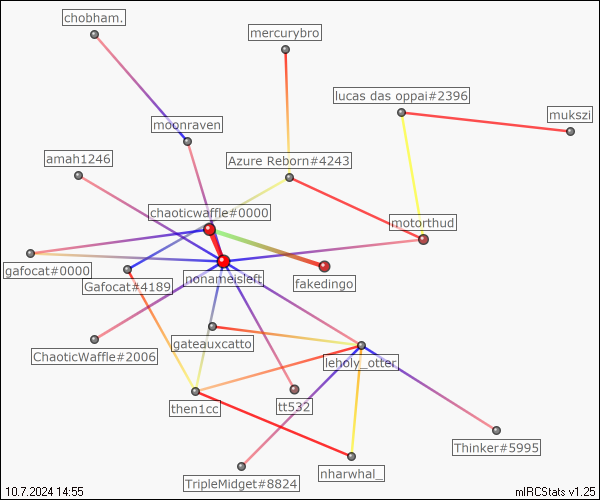 chobham.
mercurybro
lucas das oppai#2396
mukszi
moonraven
amah1246
Azure Reborn#4243
chaoticwaffle#0000
motorthud
gafocat#0000
nonameisleft
Gafocat#4189
fakedingo
gateauxcatto
ChaoticWaffle#2006
leholy_otter
then1cc
tt532
Thinker#5995
nharwhal_
TripleMidget#8824
10.7.2024 14:55
mIRCStats v1.25